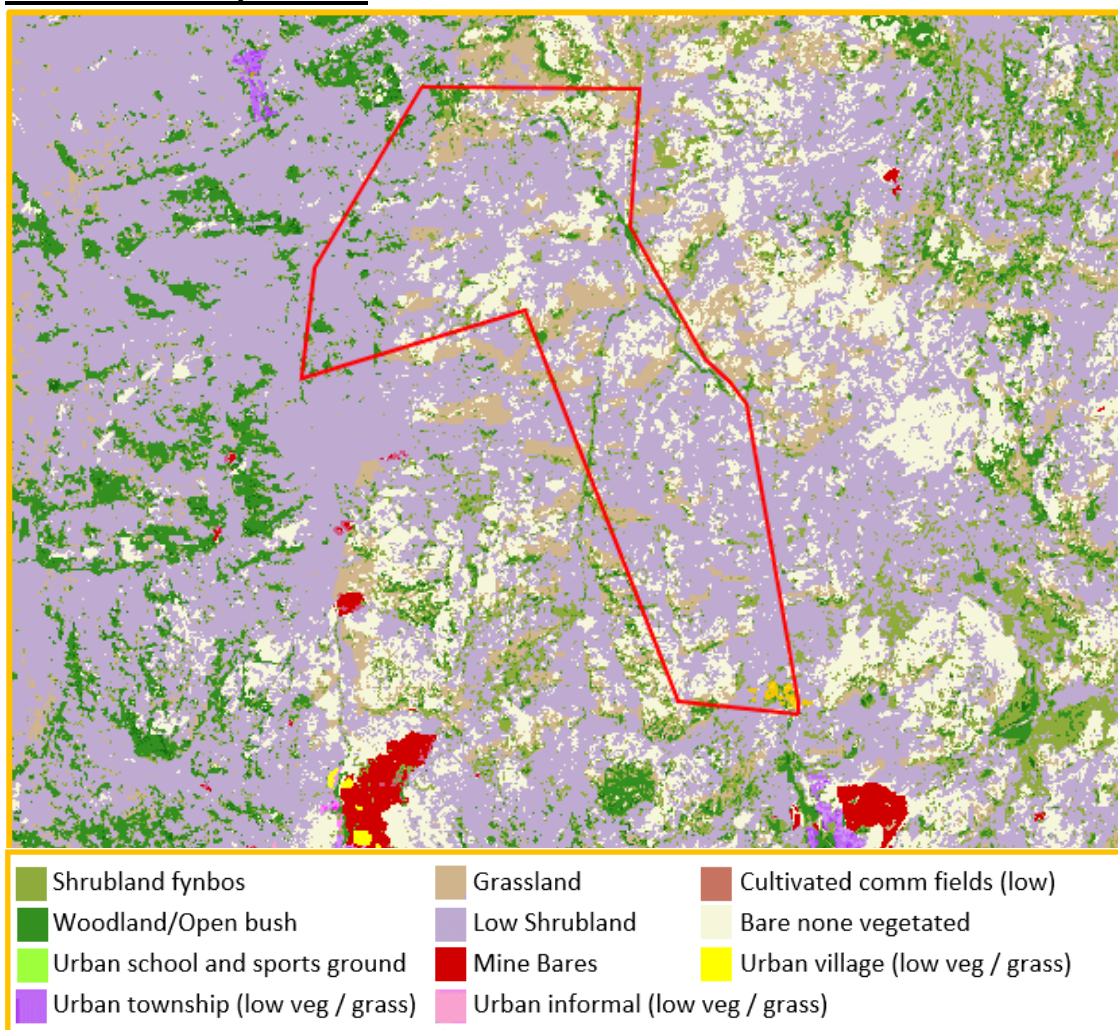 Shrubland fynbos Grassland Cultivated comm fields (low)
Woodland/Open bush Low Shrubland Bare none vegetated
Urban school and sports ground Mine Bares Urban village (low veg / grass)
Urban township (low veg / grass) Urban informal (low veg / grass)